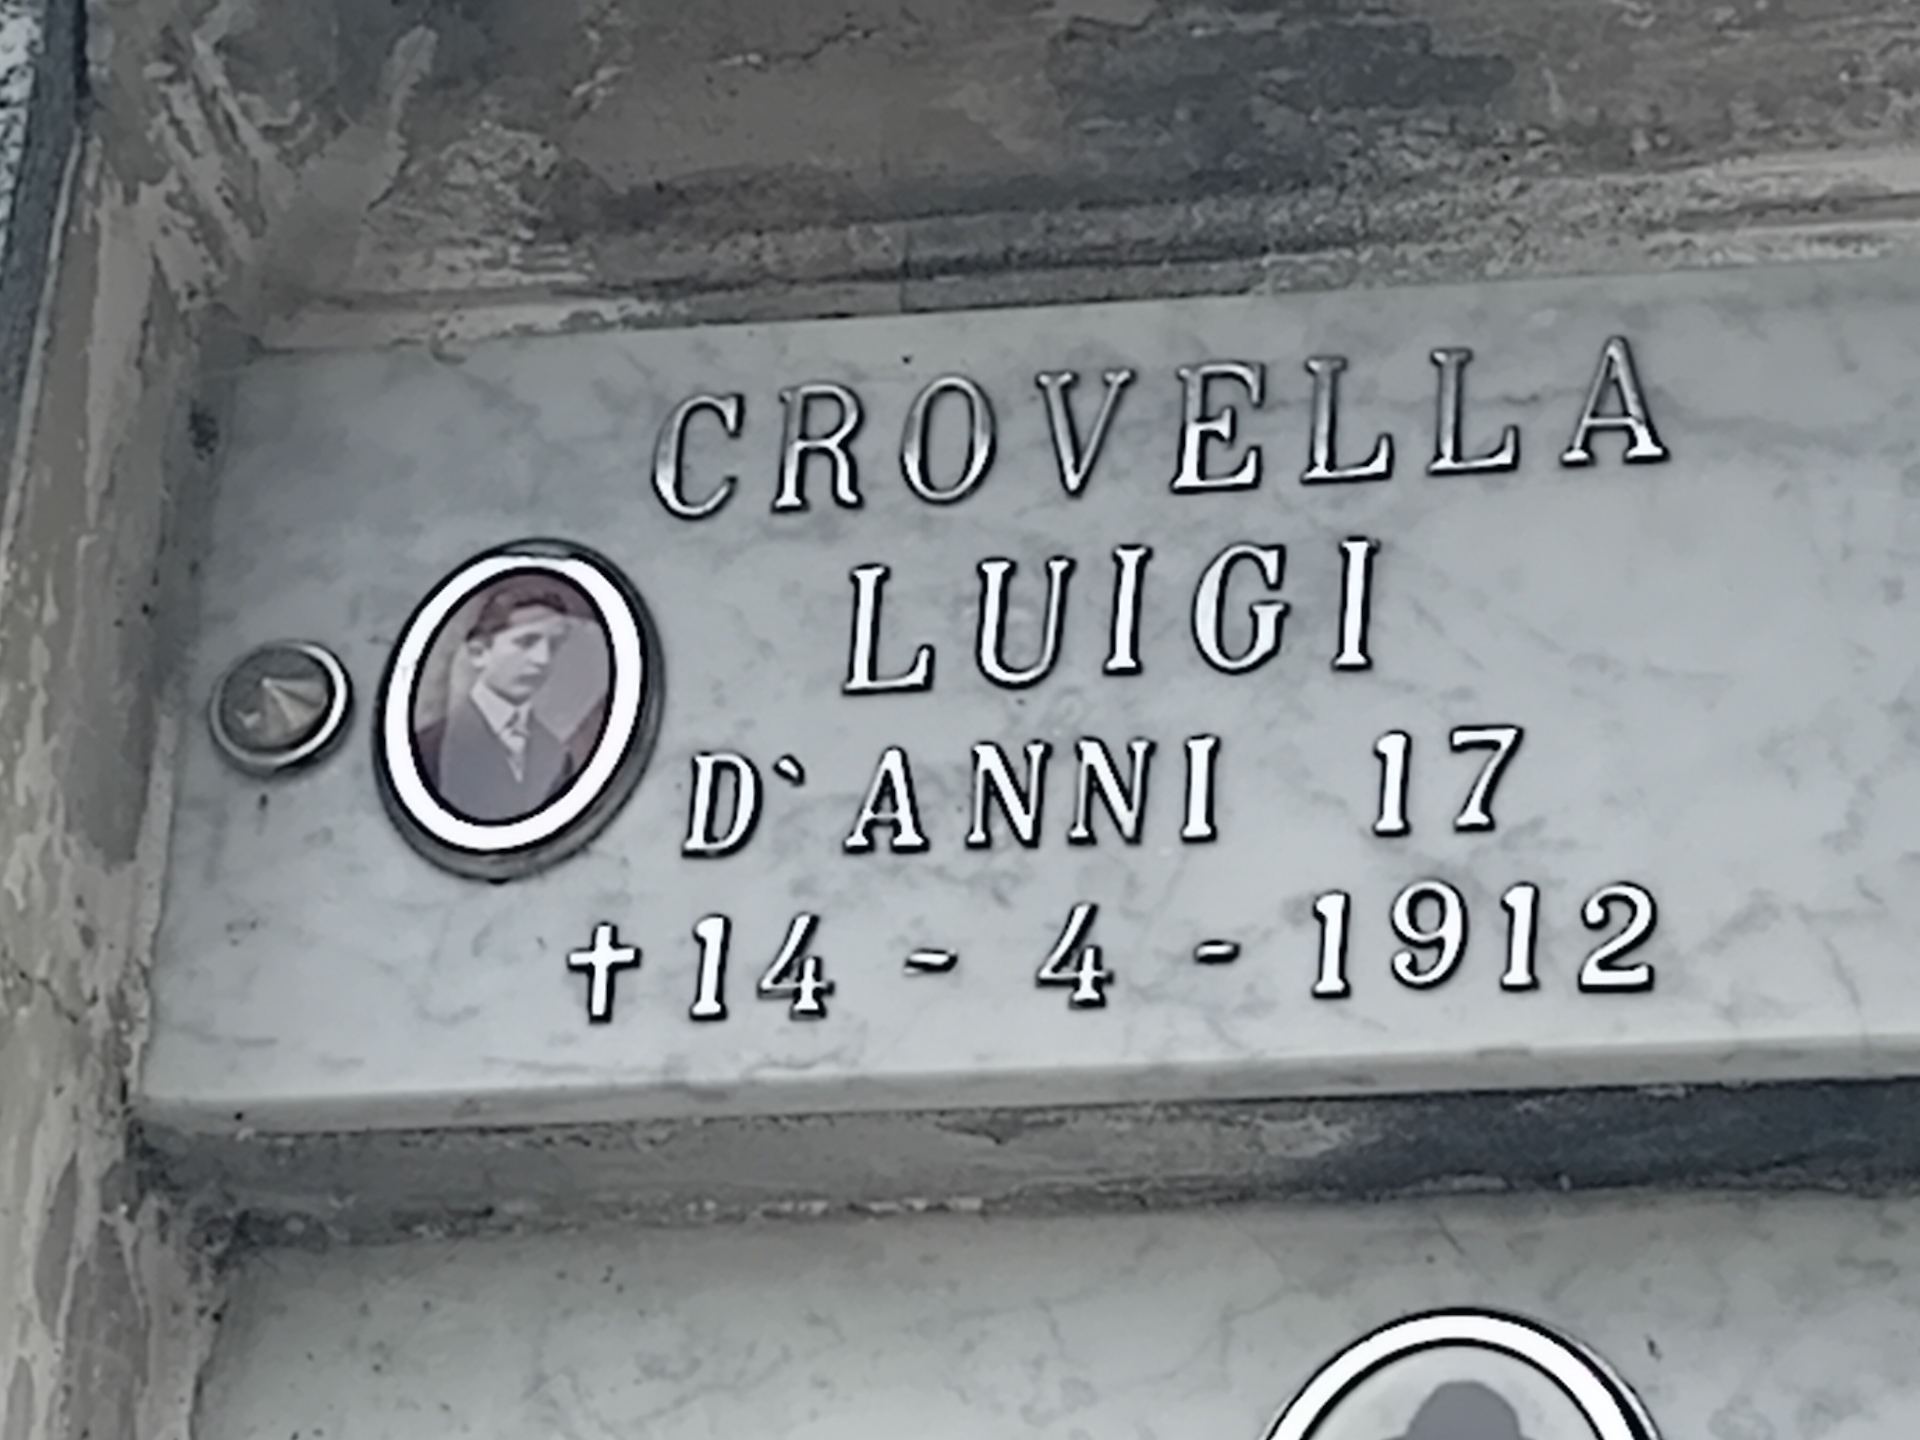 CROVELLA
LUIGI
D`ANNI 17
†14 - 4 - 1912